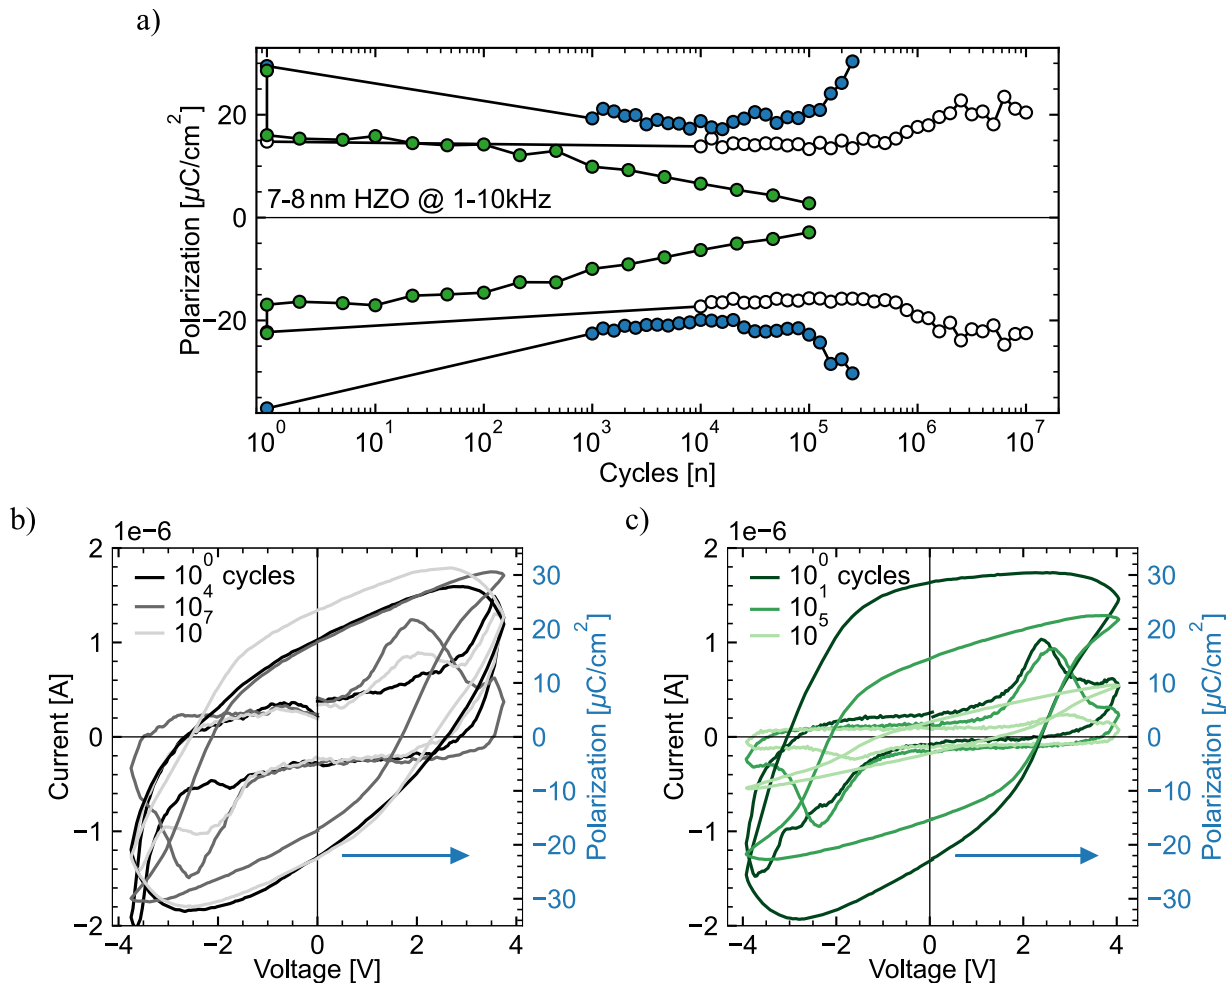 a)
Polarization [μC/cm²]
20
0
−20
7-8 nm HZO @ 1-10kHz
10⁰ 10¹ 10² 10³ 10⁴ 10⁵ 10⁶ 10⁷
Cycles [n]
b)
1e−6
Current [A]
2
1
0
−1
−2
10⁰ cycles
10⁴
10⁷
30
20
10
0
−10
−20
−30
Polarization [μC/cm²]
−4 −2 0 2 4
Voltage [V]
c)
1e−6
Current [A]
2
1
0
−1
−2
10⁰ cycles
10¹
10⁵
30
20
10
0
−10
−20
−30
Polarization [μC/cm²]
−4 −2 0 2 4
Voltage [V]